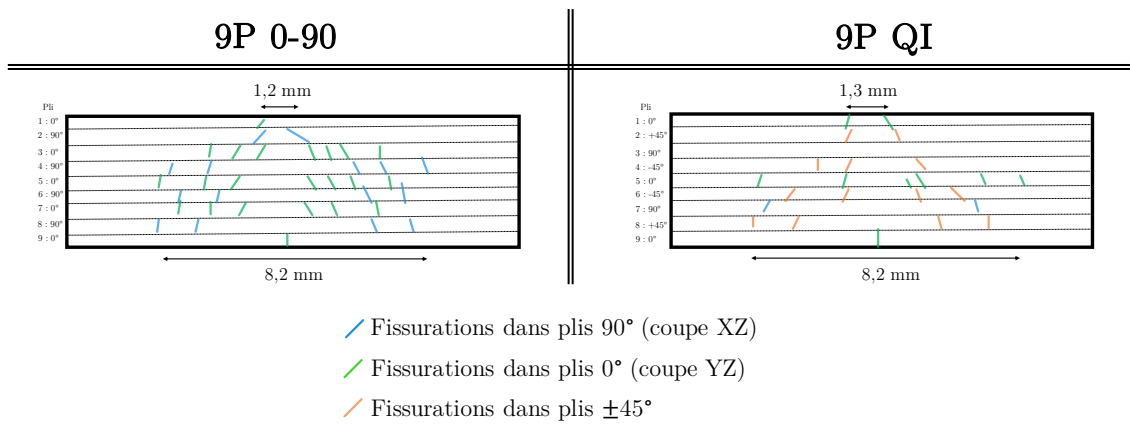 9P 0-90
9P QI
1,2 mm
Pli
1 : 0°
2 : 90°
3 : 0°
4 : 90°
5 : 0°
6 : 90°
7 : 0°
8 : 90°
9 : 0°
8,2 mm
1,3 mm
Pli
1 : 0°
2 : +45°
3 : 90°
4 : -45°
5 : 0°
6 : -45°
7 : 90°
8 : +45°
9 : 0°
8,2 mm
Fissurations dans plis 90° (coupe XZ)
Fissurations dans plis 0° (coupe YZ)
Fissurations dans plis ±45°